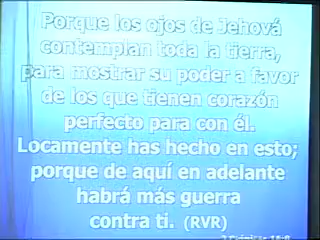 Porque los ojos de Jehová
contemplan toda la tierra,
para mostrar su poder a favor
de los que tienen corazón
perfecto para con él.
Locamente has hecho en esto;
porque de aquí en adelante
habrá más guerra
contra ti. (RVR)